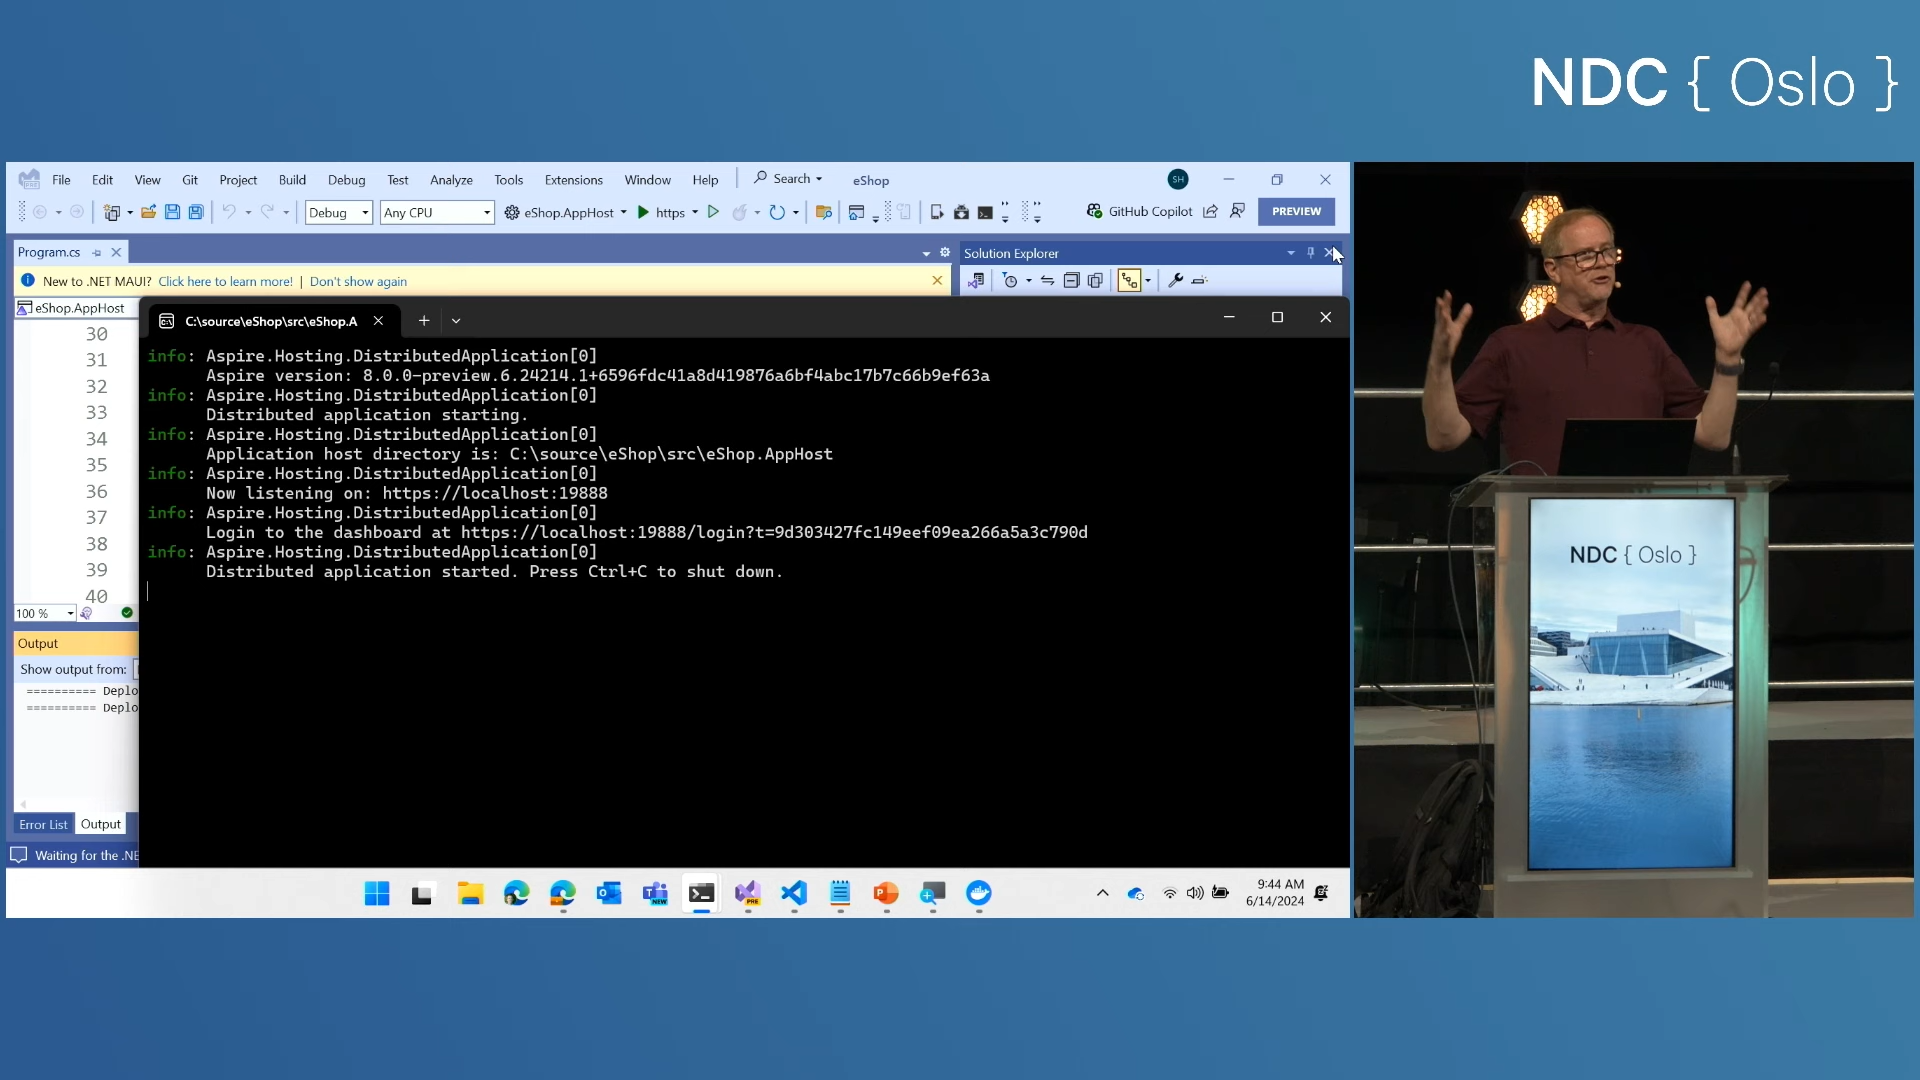 NDC { Oslo }
File Edit View Git Project Build Debug Test Analyze Tools Extensions Window Help Search eShop SH
Debug Any CPU eShop.AppHost https GitHub Copilot PREVIEW
Program.cs
Solution Explorer
New to .NET MAUI? Click here to learn more! | Don't show again
eShop.AppHost
C:\source\eShop\src\eShop.A
30
31
32
33
34
35
36
37
38
39
40
100 %
Output
Show output from:
========== Deplo
========== Deplo
Error List Output
Waiting for the .NE
info: Aspire.Hosting.DistributedApplication[0]
Aspire version: 8.0.0-preview.6.24214.1+6596fdc41a8d419876a6bf4abc17b7c66b9ef63a
info: Aspire.Hosting.DistributedApplication[0]
Distributed application starting.
info: Aspire.Hosting.DistributedApplication[0]
Application host directory is: C:\source\eShop\src\eShop.AppHost
info: Aspire.Hosting.DistributedApplication[0]
Now listening on: https://localhost:19888
info: Aspire.Hosting.DistributedApplication[0]
Login to the dashboard at https://localhost:19888/login?t=9d303427fc149eef09ea266a5a3c790d
info: Aspire.Hosting.DistributedApplication[0]
Distributed application started. Press Ctrl+C to shut down.
NEW
PRE
9:44 AM
6/14/2024
NDC { Oslo }